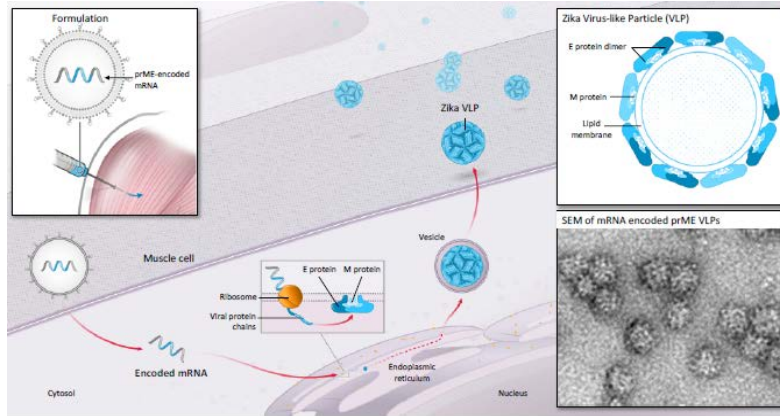 Formulation
prME-encoded
mRNA
Muscle cell
Cytosol
Encoded mRNA
E protein
M protein
Ribosome
Viral protein
chains
Endoplasmic
reticulum
Nucleus
Vesicle
Zika VLP
Zika Virus-like Particle (VLP)
E protein dimer
M protein
Lipid
membrane
SEM of mRNA encoded prME VLPs